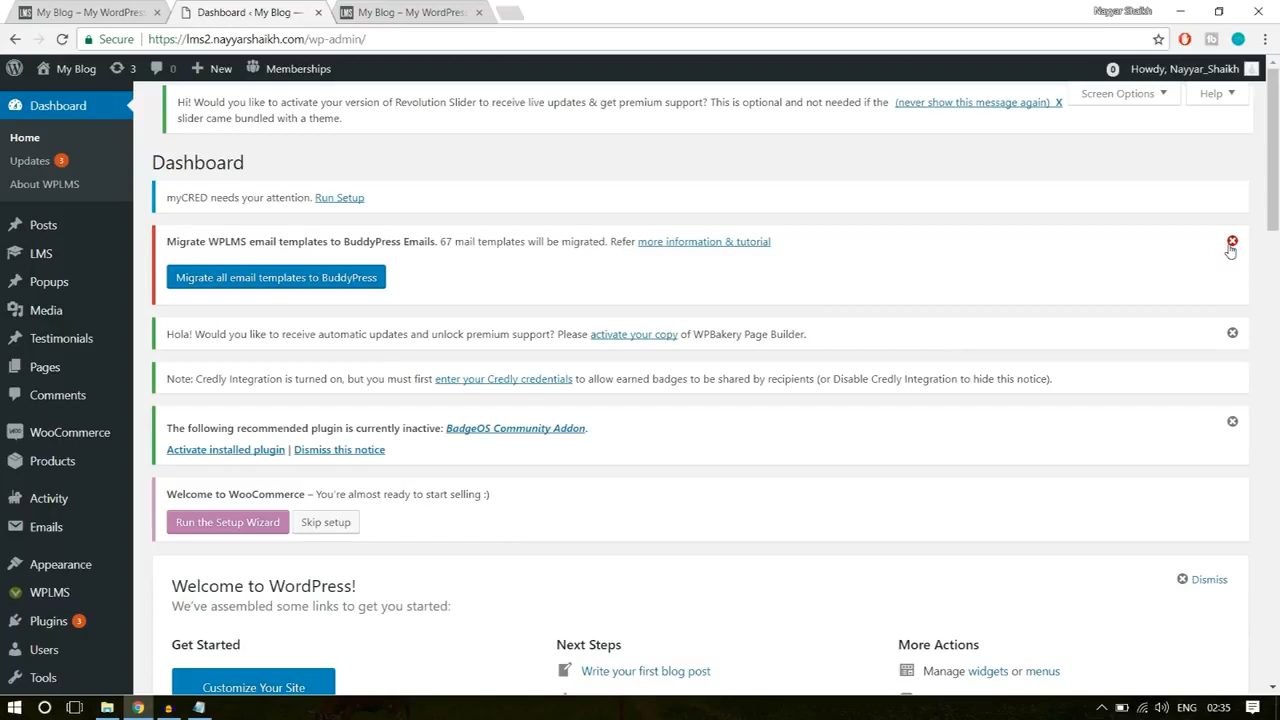 My Blog – My WordPre
Dashboard ‹ My Blog —
My Blog – My WordPre
Nayyar Shaikh
Secure
https://lms2.nayyarshaikh.com/wp-admin/
My Blog
3
0
New
Memberships
0
Howdy, Nayyar_Shaikh
Dashboard
Home
Updates 3
About WPLMS
Posts
LMS
Popups
Media
Testimonials
Pages
Comments
WooCommerce
Products
Activity
Emails
Appearance
WPLMS
Plugins 3
Users
Tools
Screen Options
Help
Hi! Would you like to activate your version of Revolution Slider to receive live updates & get premium support? This is optional and not needed if the
slider came bundled with a theme.
(never show this message again) X
Dashboard
myCRED needs your attention. Run Setup
Migrate WPLMS email templates to BuddyPress Emails. 67 mail templates will be migrated. Refer more information & tutorial
Migrate all email templates to BuddyPress
Hola! Would you like to receive automatic updates and unlock premium support? Please activate your copy of WPBakery Page Builder.
Note: Credly Integration is turned on, but you must first enter your Credly credentials to allow earned badges to be shared by recipients (or Disable Credly Integration to hide this notice).
The following recommended plugin is currently inactive: BadgeOS Community Addon.
Activate installed plugin | Dismiss this notice
Welcome to WooCommerce – You're almost ready to start selling :)
Run the Setup Wizard
Skip setup
Welcome to WordPress!
Dismiss
We've assembled some links to get you started:
Get Started
Next Steps
More Actions
Customize Your Site
Write your first blog post
Manage widgets or menus
ENG
02:35